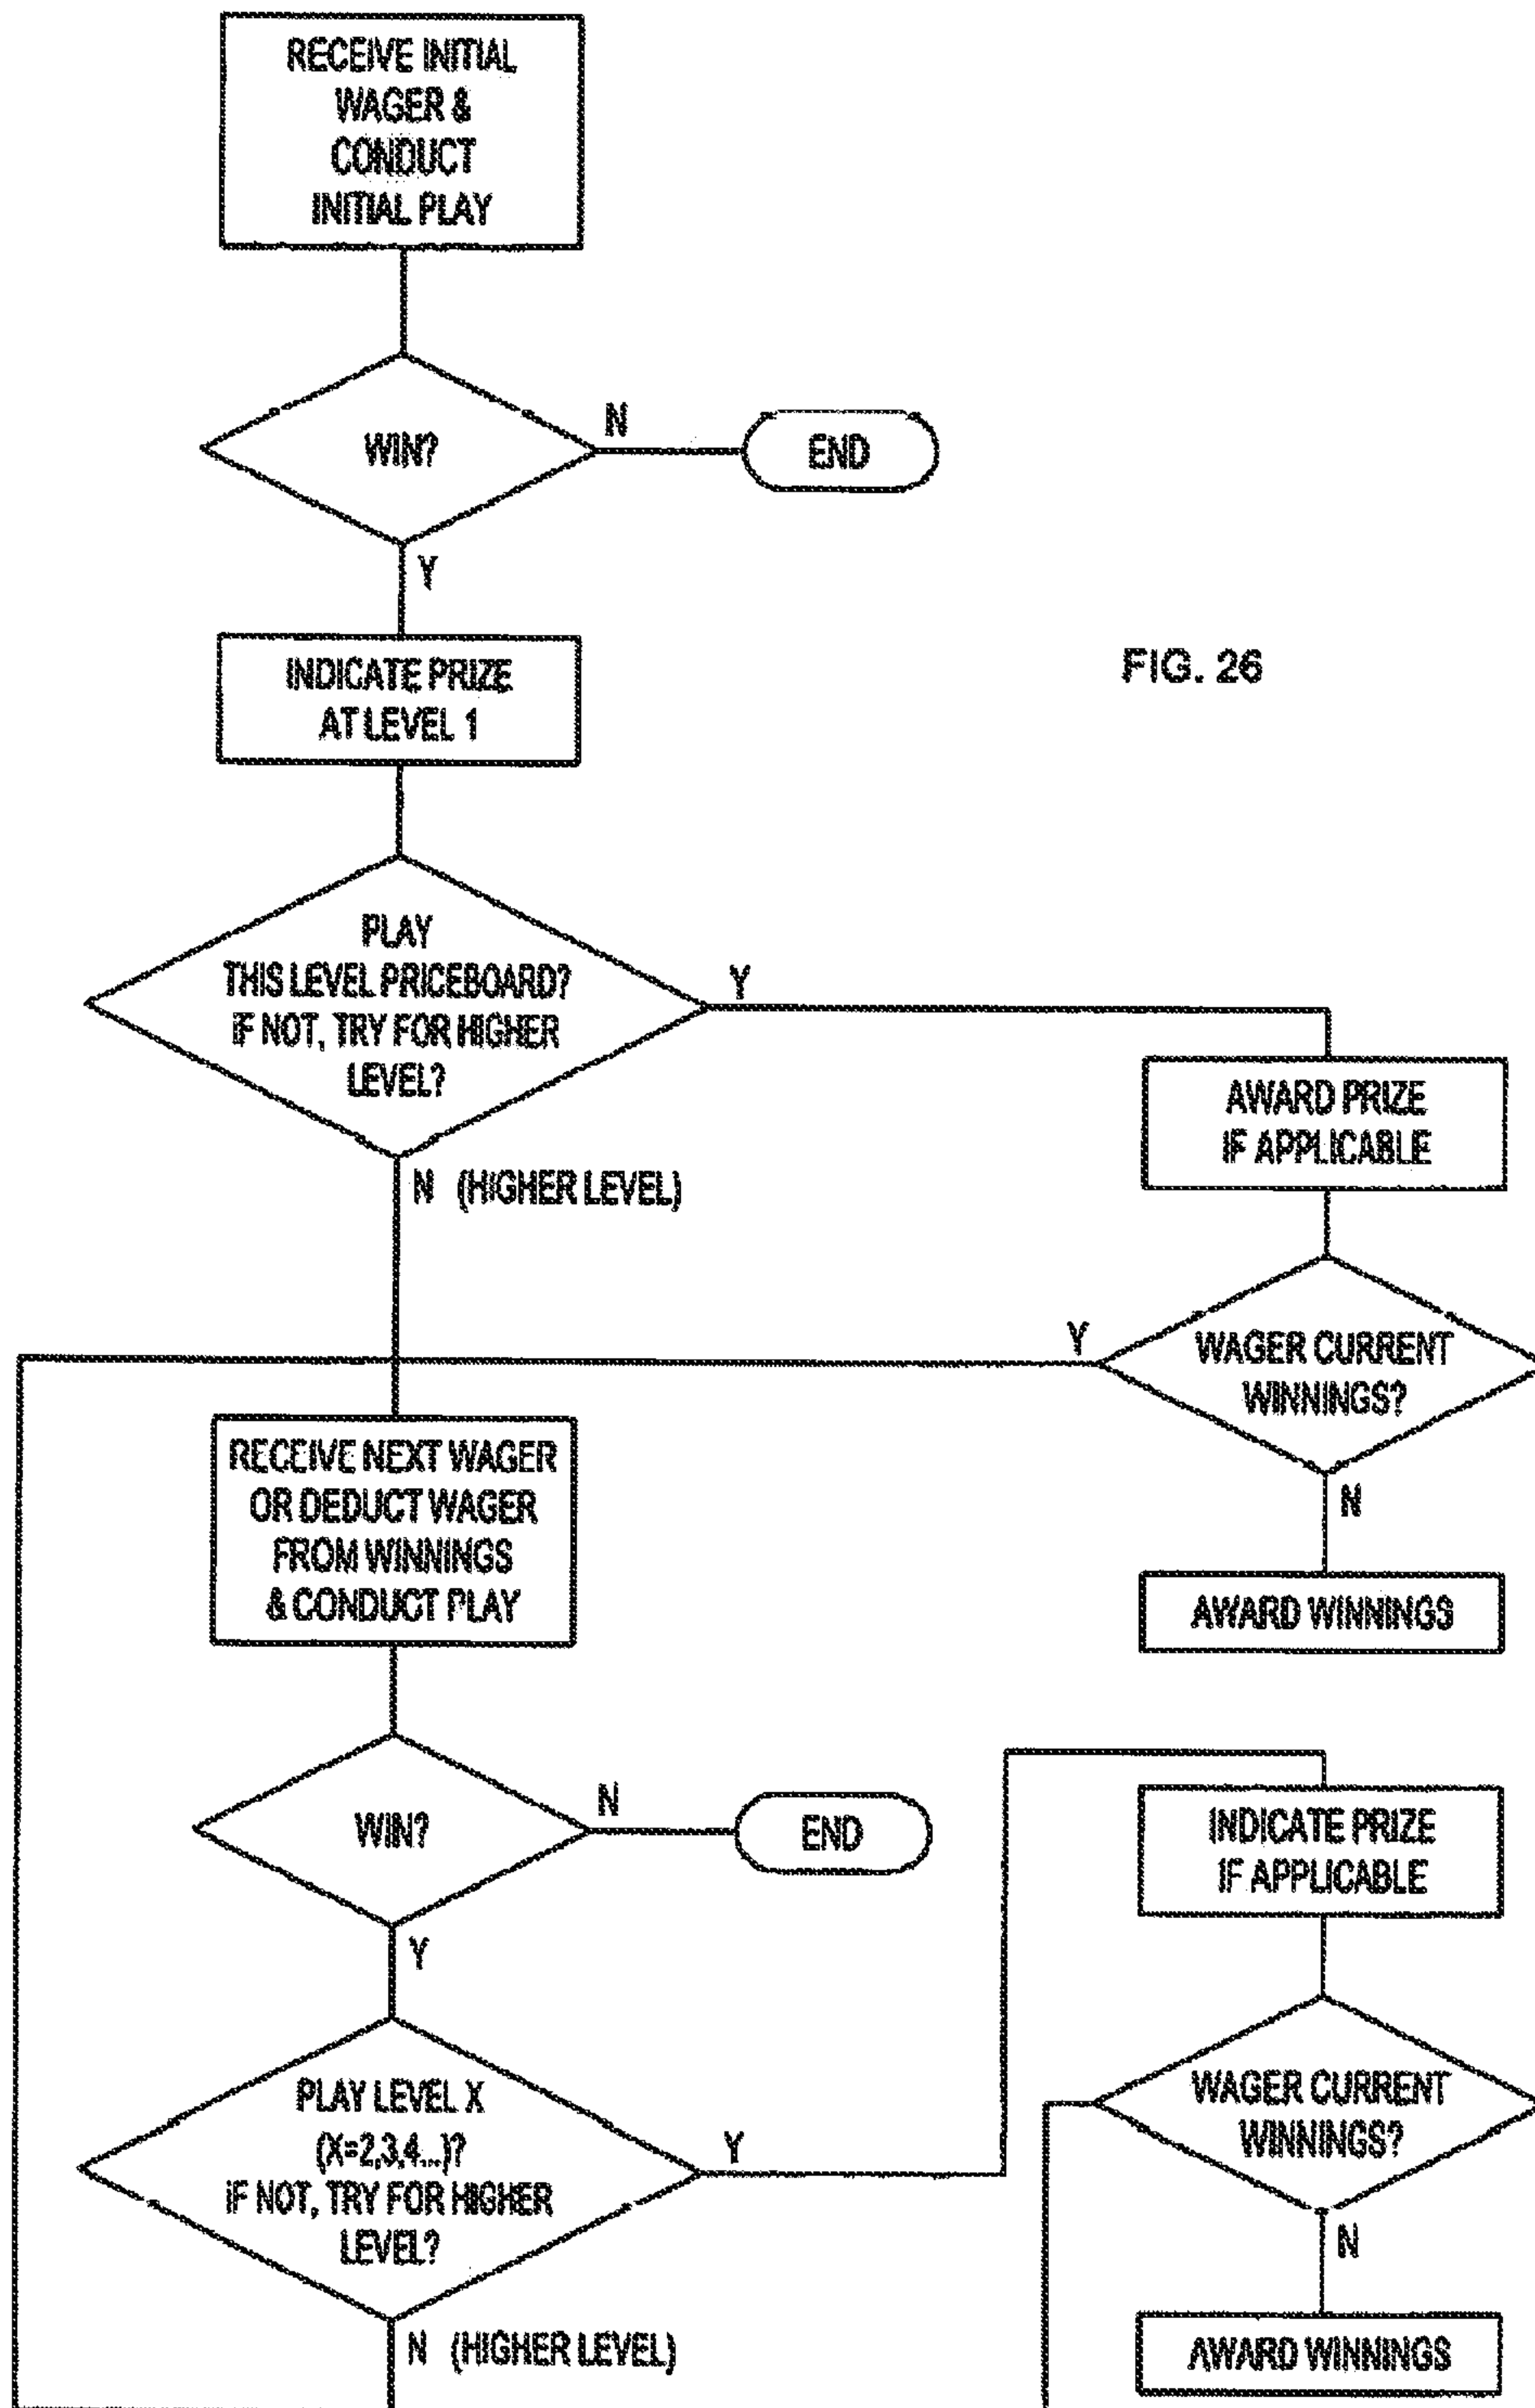 RECEIVE INITIAL
WAGER &
CONDUCT
INITIAL PLAY
WIN?
N
END
Y
INDICATE PRIZE
AT LEVEL 1
FIG. 26
PLAY
THIS LEVEL PRICEBOARD?
IF NOT, TRY FOR HIGHER
LEVEL?
Y
N (HIGHER LEVEL)
AWARD PRIZE
IF APPLICABLE
WAGER CURRENT
WINNINGS?
Y
N
AWARD WINNINGS
RECEIVE NEXT WAGER
OR DEDUCT WAGER
FROM WINNINGS
& CONDUCT PLAY
WIN?
N
END
Y
PLAY LEVEL X
(X=2,3,4...)?
IF NOT, TRY FOR HIGHER
LEVEL?
Y
N (HIGHER LEVEL)
INDICATE PRIZE
IF APPLICABLE
WAGER CURRENT
WINNINGS?
N
AWARD WINNINGS